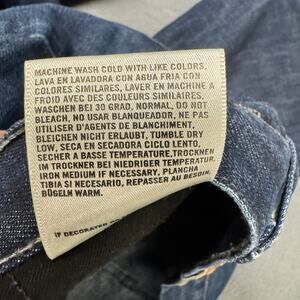 MACHINE WASH COLD WITH LIKE COLORS.
LAVA EN LAVADORA CON AGUA FRIA CON
COLORES SIMILARES, LAVER EN MACHINE A
FROID AVEC DES COULEURS SIMILAIRES.
WASCHEN BEI 30 GRAD, NORMAL, DO NOT
BLEACH, NO USAR BLANQUEADOR, NE PAS
UTILISER D'AGENTS DE BLANCHIMENT,
BLEICHEN NICHT ERLAUBT, TUMBLE DRY
LOW, SECA EN SECADORA CICLO LENTO,
SECHER A BASSE TEMPERATURE,TROCKNEN
IM TROCKNER BEI NIEDRIGER TEMPERATUR,
IRON MEDIUM IF NECESSARY, PLANCHA
TIBIA SI NECESARIO, REPASSER AU BESOIN,
BÜGELN WARM.
IF DECORATED